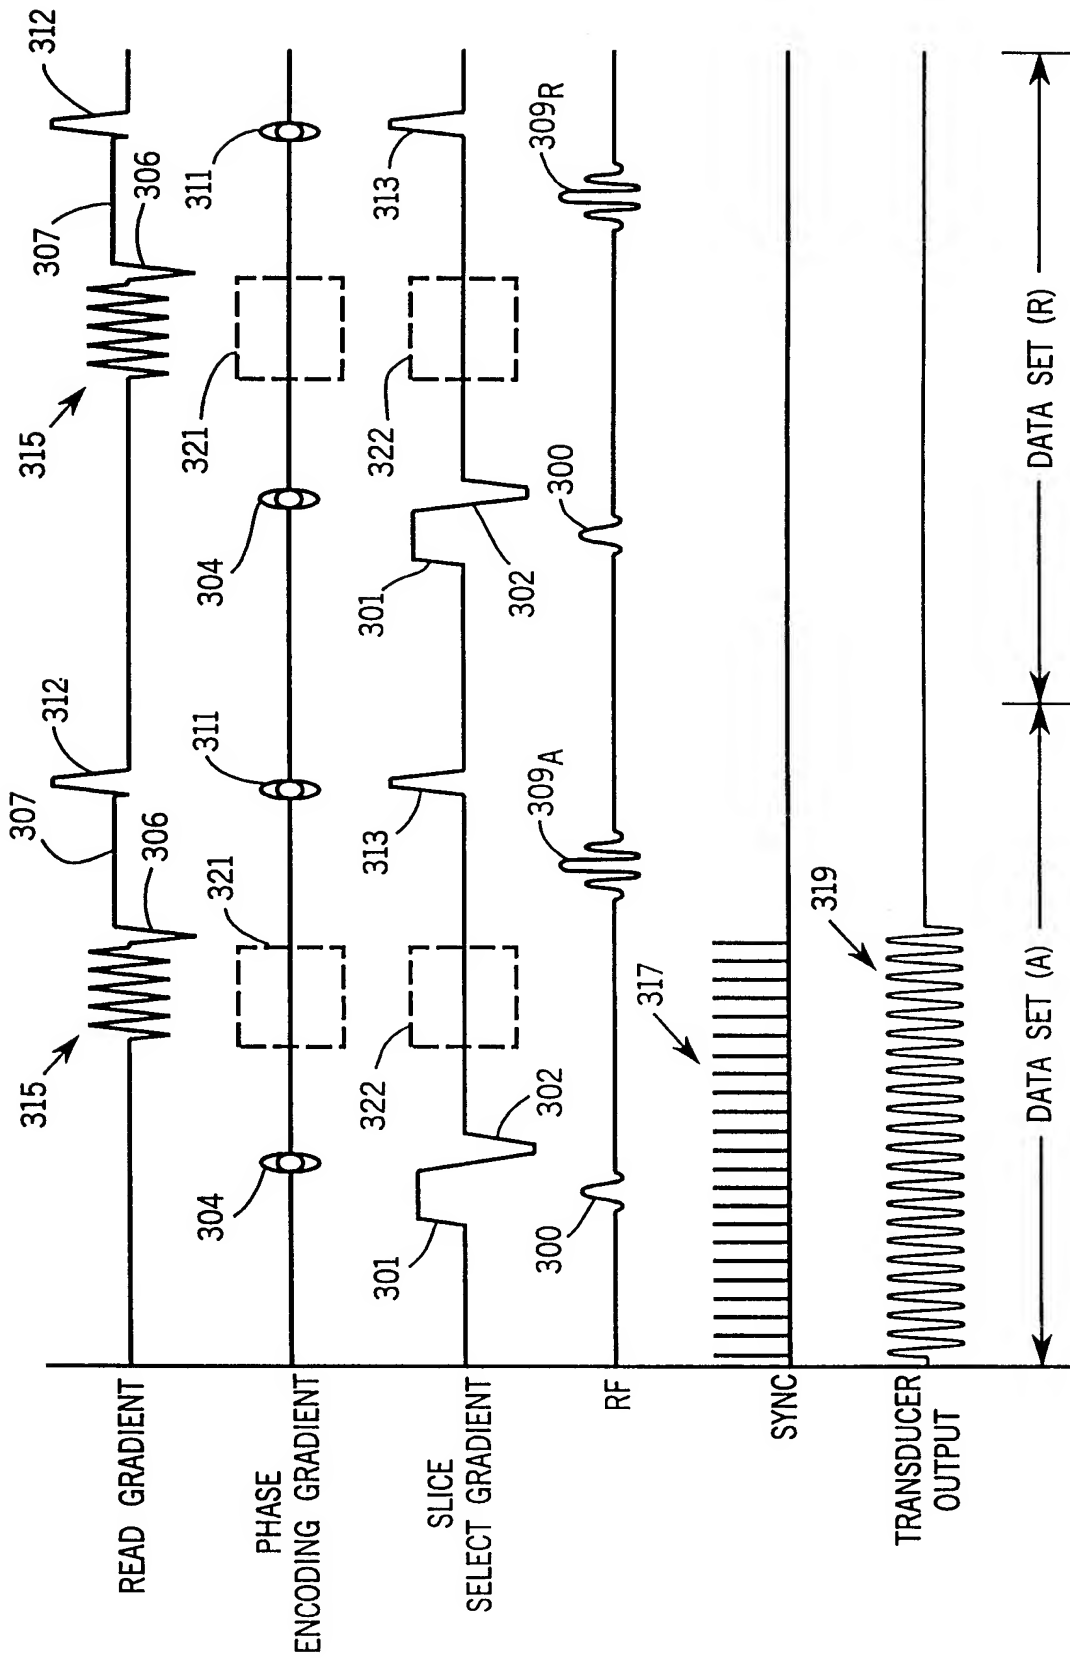 READ GRADIENT
315
306
307
312
315
306
307
312
PHASE
ENCODING GRADIENT
304
321
311
304
321
311
SLICE
SELECT GRADIENT
301
302
322
313
301
302
322
313
RF
300
309A
300
309R
SYNC
317
TRANSDUCER
OUTPUT
319
DATA SET (A)
DATA SET (R)